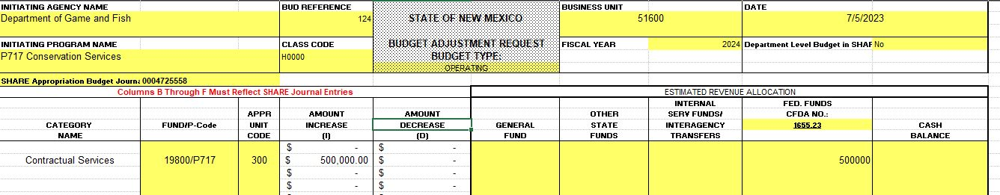 INITIATING AGENCY NAME BUD REFERENCE BUSINESS UNIT DATE
Department of Game and Fish 124 STATE OF NEW MEXICO 51600 7/5/2023
INITIATING PROGRAM NAME CLASS CODE BUDGET ADJUSTMENT REQUEST FISCAL YEAR 2024 Department Level Budget in SHAF No
P717 Conservation Services H0000 BUDGET TYPE:
OPERATING
SHARE Appropriation Budget Journa 0004725558
Columns B Through F Must Reflect SHARE Journal Entries ESTIMATED REVENUE ALLOCATION
INTERNAL FED. FUNDS
APPR AMOUNT AMOUNT OTHER SERV FUNDS/ CFDA NO.:
CATEGORY FUND/P-Code UNIT INCREASE DECREASE GENERAL STATE INTERAGENCY 1655.23 CASH
NAME CODE (I) (D) FUND FUNDS TRANSFERS BALANCE
$ - $ -
Contractual Services 19800/P717 300 $ 500,000.00 $ - 500000
$ - $ -
$ - $ -